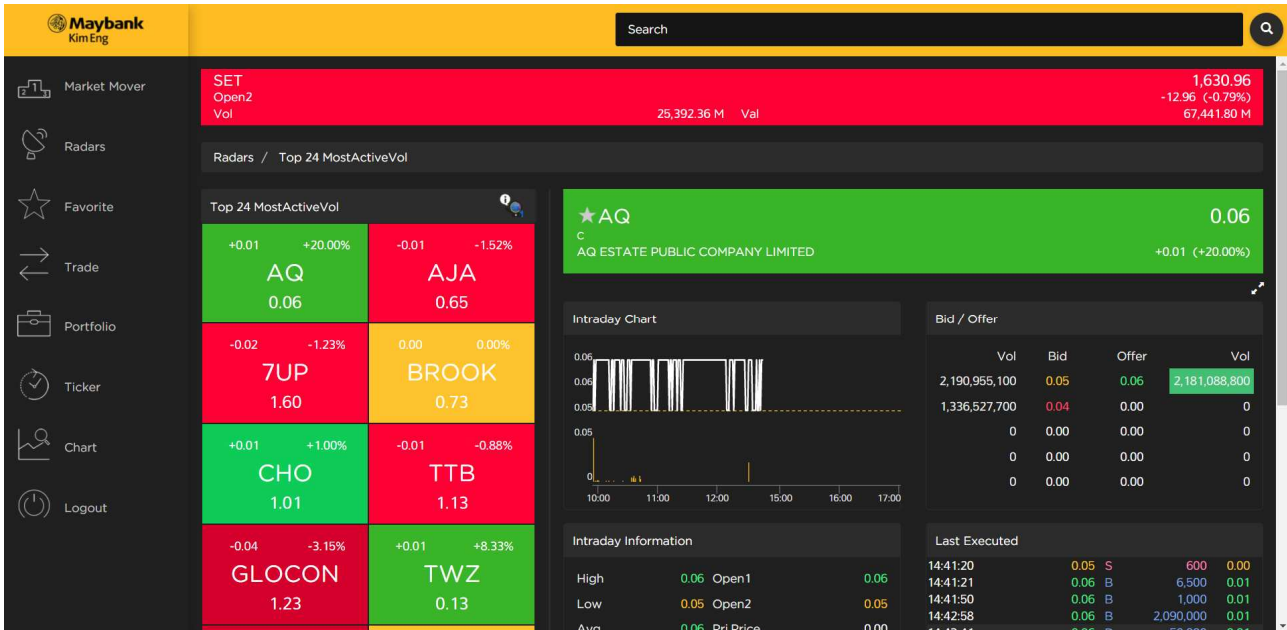 Maybank
Kim Eng
Search
Market Mover
Radars
Favorite
Trade
Portfolio
Ticker
Chart
Logout
SET 1,630.96
Open2 -12.96 (-0.79%)
Vol 25,392.36 M Val 67,441.80 M
Radars / Top 24 MostActiveVol
Top 24 MostActiveVol
+0.01 +20.00%
AQ
0.06
-0.01 -1.52%
AJA
0.65
-0.02 -1.23%
7UP
1.60
0.00 0.00%
BROOK
0.73
+0.01 +1.00%
CHO
1.01
-0.01 -0.88%
TTB
1.13
-0.04 -3.15%
GLOCON
1.23
+0.01 +8.33%
TWZ
0.13
AQ 0.06
C
AQ ESTATE PUBLIC COMPANY LIMITED +0.01 (+20.00%)
Intraday Chart
0.06
0.06
0.05
0.05
0
10:00 11:00 12:00 15:00 16:00 17:00
Bid / Offer
Vol Bid Offer Vol
2,190,955,100 0.05 0.06 2,181,088,800
1,336,527,700 0.04 0.00 0
0 0.00 0.00 0
0 0.00 0.00 0
0 0.00 0.00 0
Intraday Information
High 0.06 Open1 0.06
Low 0.05 Open2 0.05
Avg 0.06 Prj Price 0.00
Last Executed
14:41:20 0.05 S 600 0.00
14:41:21 0.06 B 6,500 0.01
14:41:50 0.06 B 1,000 0.01
14:42:58 0.06 B 2,090,000 0.01